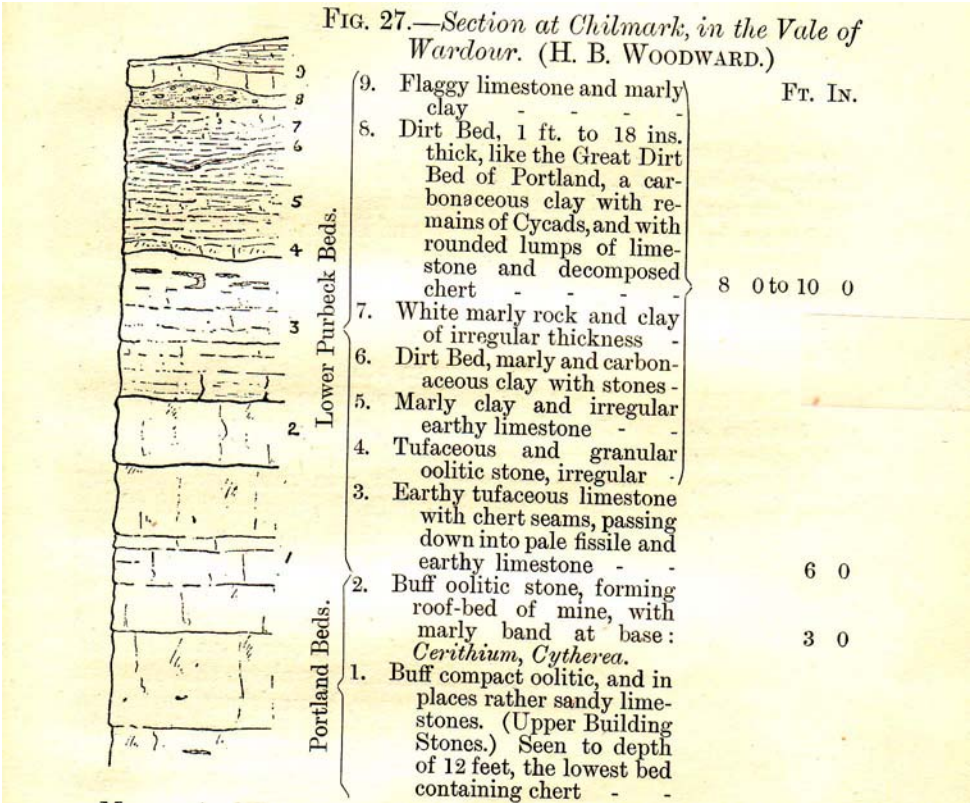 FIG. 27.—Section at Chilmark, in the Vale of
Wardour. (H. B. WOODWARD.)
FT. IN.
9. Flaggy limestone and marly
clay - - - -
8. Dirt Bed, 1 ft. to 18 ins.
thick, like the Great Dirt
Bed of Portland, a car-
bonaceous clay with re-
mains of Cycads, and with
rounded lumps of lime-
stone and decomposed
chert - - - -
8 0 to 10 0
7. White marly rock and clay
of irregular thickness -
6. Dirt Bed, marly and carbon-
aceous clay with stones -
5. Marly clay and irregular
earthy limestone - -
4. Tufaceous and granular
oolitic stone, irregular -
3. Earthy tufaceous limestone
with chert seams, passing
down into pale fissile and
earthy limestone - - 6 0
2. Buff oolitic stone, forming
roof-bed of mine, with
marly band at base: 3 0
Cerithium, Cytherea.
1. Buff compact oolitic, and in
places rather sandy lime-
stones. (Upper Building
Stones.) Seen to depth
of 12 feet, the lowest bed
containing chert - -
Lower Purbeck Beds.
Portland Beds.
9
8
7
6
5
4
3
2
1